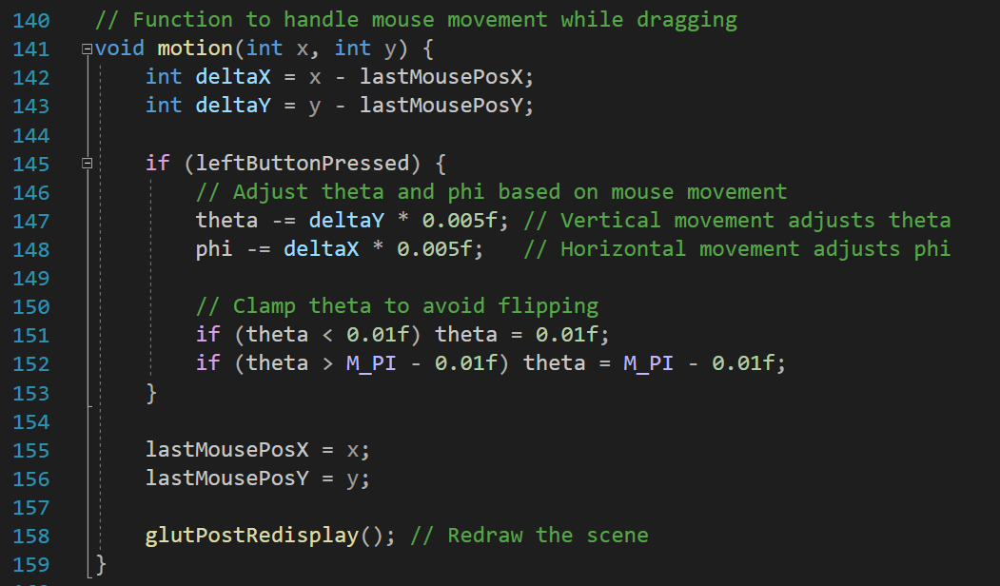 140 // Function to handle mouse movement while dragging
141 void motion(int x, int y) {
142     int deltaX = x - lastMousePosX;
143     int deltaY = y - lastMousePosY;
144
145     if (leftButtonPressed) {
146         // Adjust theta and phi based on mouse movement
147         theta -= deltaY * 0.005f; // Vertical movement adjusts theta
148         phi -= deltaX * 0.005f;   // Horizontal movement adjusts phi
149
150         // Clamp theta to avoid flipping
151         if (theta < 0.01f) theta = 0.01f;
152         if (theta > M_PI - 0.01f) theta = M_PI - 0.01f;
153     }
154
155     lastMousePosX = x;
156     lastMousePosY = y;
157
158     glutPostRedisplay(); // Redraw the scene
159 }